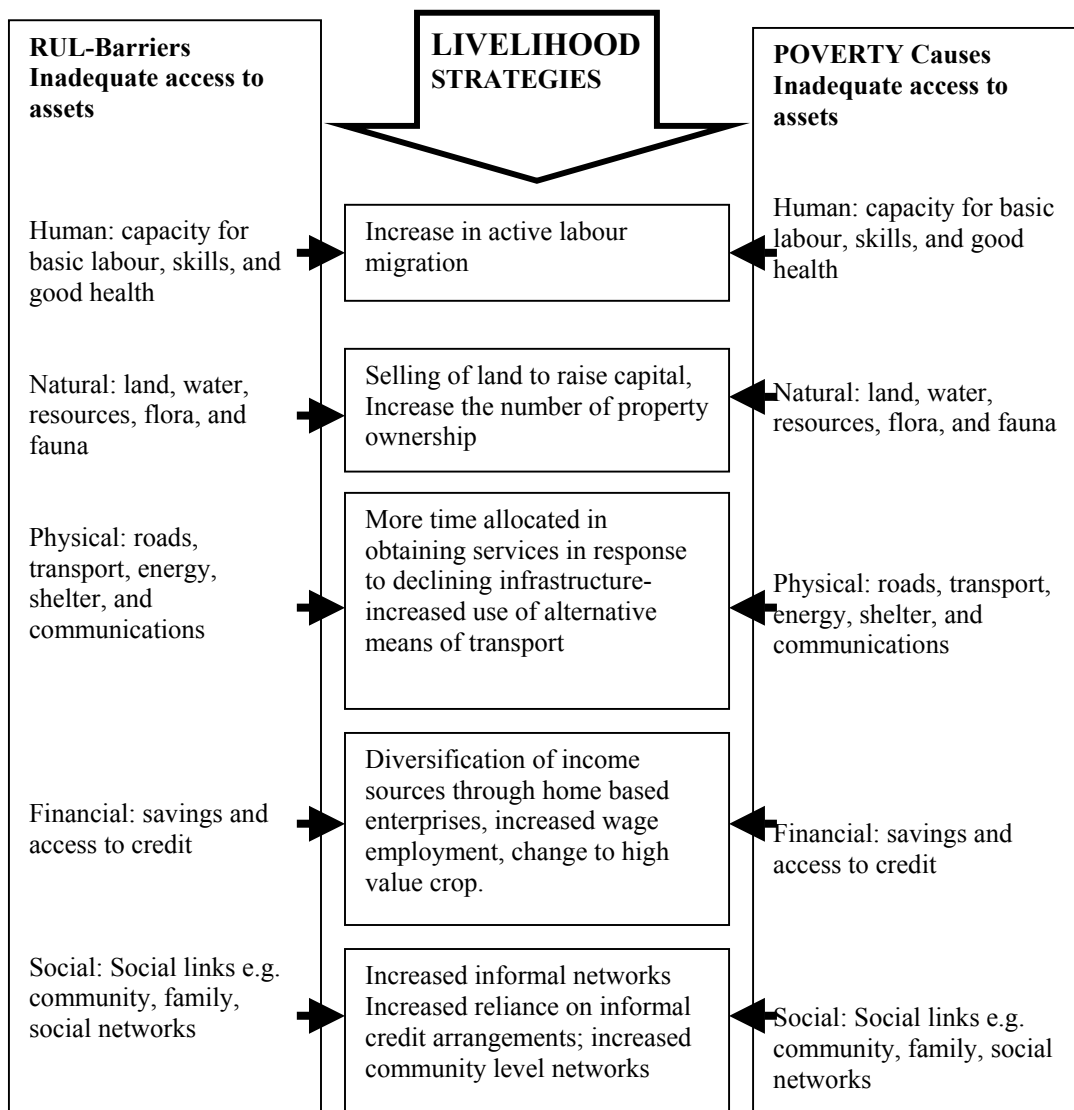 RUL-Barriers
Inadequate access to
assets
Human: capacity for
basic labour, skills, and
good health
Natural: land, water,
resources, flora, and
fauna
Physical: roads,
transport, energy,
shelter, and
communications
Financial: savings and
access to credit
Social: Social links e.g.
community, family,
social networks
LIVELIHOOD
STRATEGIES
Increase in active labour
migration
Selling of land to raise capital,
Increase the number of property
ownership
More time allocated in
obtaining services in response
to declining infrastructure-
increased use of alternative
means of transport
Diversification of income
sources through home based
enterprises, increased wage
employment, change to high
value crop.
Increased informal networks
Increased reliance on informal
credit arrangements; increased
community level networks
POVERTY Causes
Inadequate access to
assets
Human: capacity for basic
labour, skills, and good
health
Natural: land, water,
resources, flora, and fauna
Physical: roads, transport,
energy, shelter, and
communications
Financial: savings and
access to credit
Social: Social links e.g.
community, family, social
networks